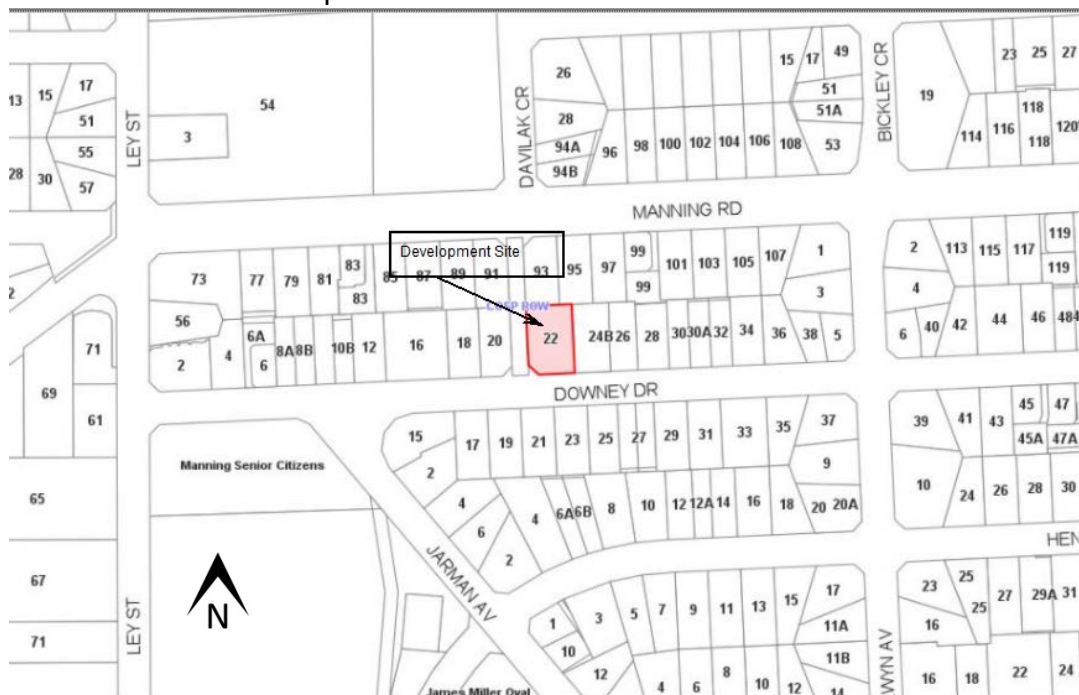 54
3
13 15 17
51
55
28 30 57
LEY ST
26
28
94A
94B
96 98 100 102 104 106 108
15 17 49
51
51A
53
DAVILAK CR
BICKLEY CR
19
23 25 27
114 116 118
118
MANNING RD
Development Site
73 77 79 81 83
83
85 87 89 91 93 95 97 99
99
101 103 105 107 1
3
2 113 115 117 119
119
4
56
2 4 6A
6
8A 8B 10B 12 16 18 20 22 24B 26 28 30 30A 32 34 36 38 5
6 40 42 44 46
71
69
61
DOWNEY DR
Manning Senior Citizens
15
2
17 19 21 23 25 27 29 31 33 35 37
9
39 41 43 45 47
45A 47A
4
6
2
4 6A 6B 8 10 12 12A 14 16 18 20 20A
10 24 26 28 30
65
67
71
LEY ST
N
JARMAN AV
HEN
1
10
3 5 7 9 11 13 15 17
11A
11B
12 4 6 8 10 12 14
23 25
25
27 29A 31
16
16 18 22 24
WYN AV
James Miller Oval